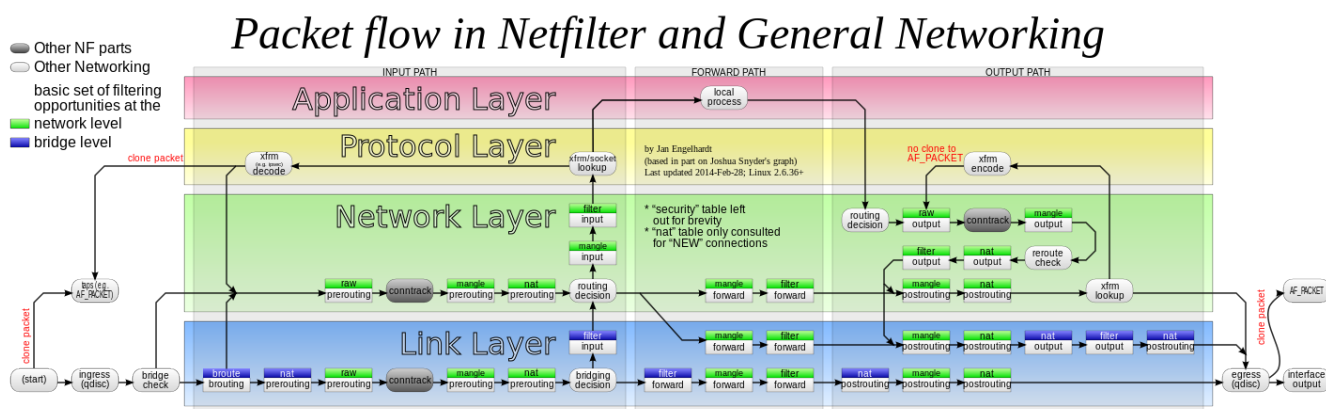 Packet flow in Netfilter and General Networking
Other NF parts
Other Networking
basic set of filtering
opportunities at the
network level
bridge level
INPUT PATH
FORWARD PATH
OUTPUT PATH
Application Layer
local
process
Protocol Layer
clone packet
xfrm
(e.g. ipsec)
decode
xfrm/socket
lookup
by Jan Engelhardt
(based in part on Joshua Snyder's graph)
Last updated 2014-Feb-28; Linux 2.6.36+
no clone to
AF_PACKET
xfrm
encode
Network Layer
filter
input
mangle
input
* “security” table left
out for brevity
* “nat” table only consulted
for “NEW” connections
routing
decision
raw
output
conntrack
mangle
output
filter
output
nat
output
reroute
check
taps (e.g.
AF_PACKET)
raw
prerouting
conntrack
mangle
prerouting
nat
prerouting
routing
decision
mangle
forward
filter
forward
mangle
postrouting
nat
postrouting
xfrm
lookup
AF_PACKET
clone packet
clone packet
Link Layer
filter
input
mangle
forward
filter
forward
mangle
postrouting
nat
postrouting
nat
output
filter
output
nat
postrouting
(start)
ingress
(qdisc)
bridge
check
broute
brouting
nat
prerouting
raw
prerouting
conntrack
mangle
prerouting
nat
prerouting
bridging
decision
filter
forward
mangle
forward
filter
forward
nat
postrouting
mangle
postrouting
nat
postrouting
egress
(qdisc)
interface
output